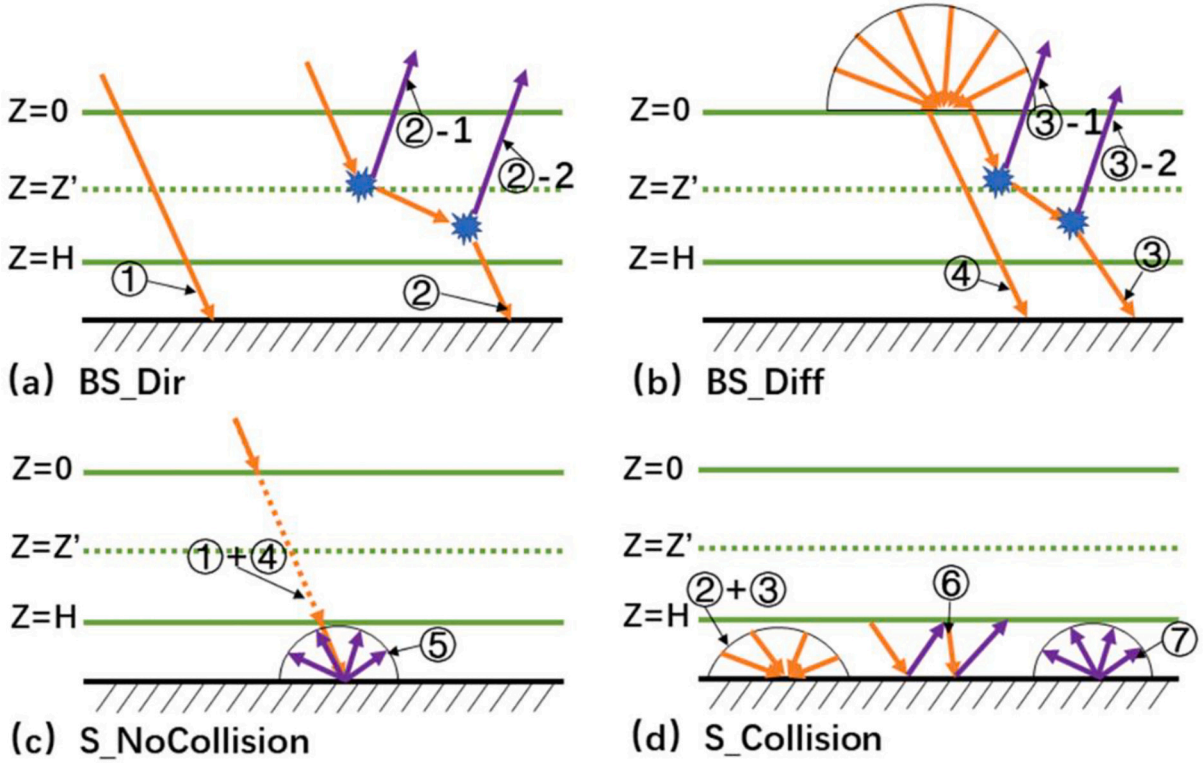 Z=0
②-1
②-2
Z=Z’
Z=H
①
②
(a) BS_Dir
Z=0
③-1
③-2
Z=Z’
Z=H
④
③
(b) BS_Diff
Z=0
Z=Z’
①+④
Z=H
⑤
(c) S_NoCollision
Z=0
Z=Z’
②+③
⑥
Z=H
⑦
(d) S_Collision